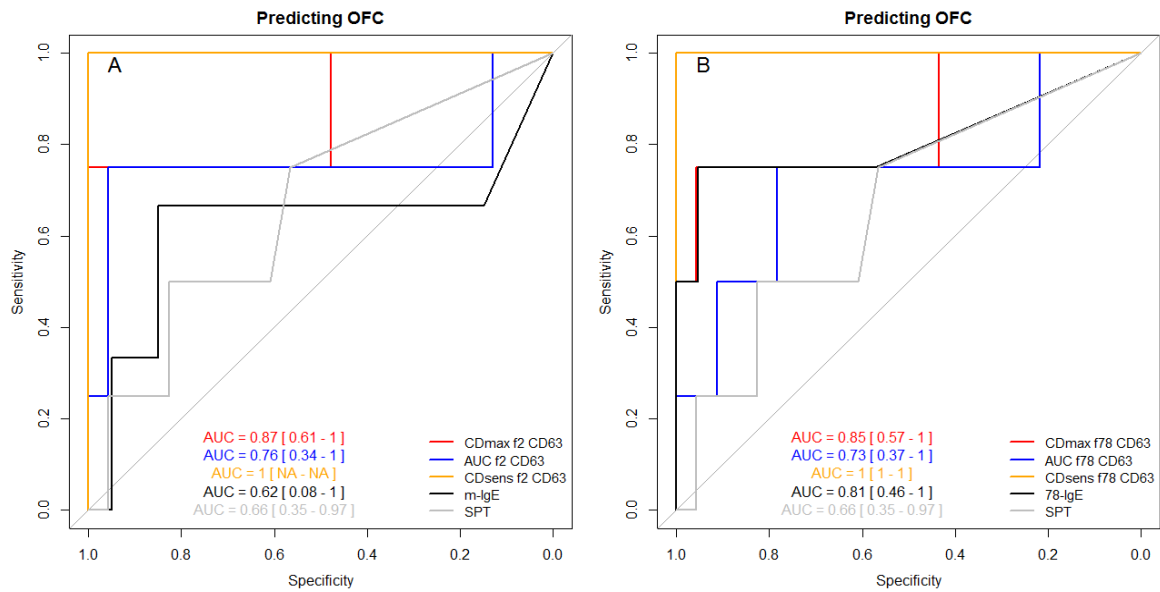 Predicting OFC
A
Sensitivity
1.0
0.8
0.6
0.4
0.2
0.0
AUC = 0.87 [ 0.61 - 1 ]
AUC = 0.76 [ 0.34 - 1 ]
AUC = 1 [ NA - NA ]
AUC = 0.62 [ 0.08 - 1 ]
AUC = 0.66 [ 0.35 - 0.97 ]
CDmax f2 CD63
AUC f2 CD63
CDsens f2 CD63
m-IgE
SPT
1.0 0.8 0.6 0.4 0.2 0.0
Specificity
Predicting OFC
B
Sensitivity
1.0
0.8
0.6
0.4
0.2
0.0
AUC = 0.85 [ 0.57 - 1 ]
AUC = 0.73 [ 0.37 - 1 ]
AUC = 1 [ 1 - 1 ]
AUC = 0.81 [ 0.46 - 1 ]
AUC = 0.66 [ 0.35 - 0.97 ]
CDmax f78 CD63
AUC f78 CD63
CDsens f78 CD63
78-IgE
SPT
1.0 0.8 0.6 0.4 0.2 0.0
Specificity